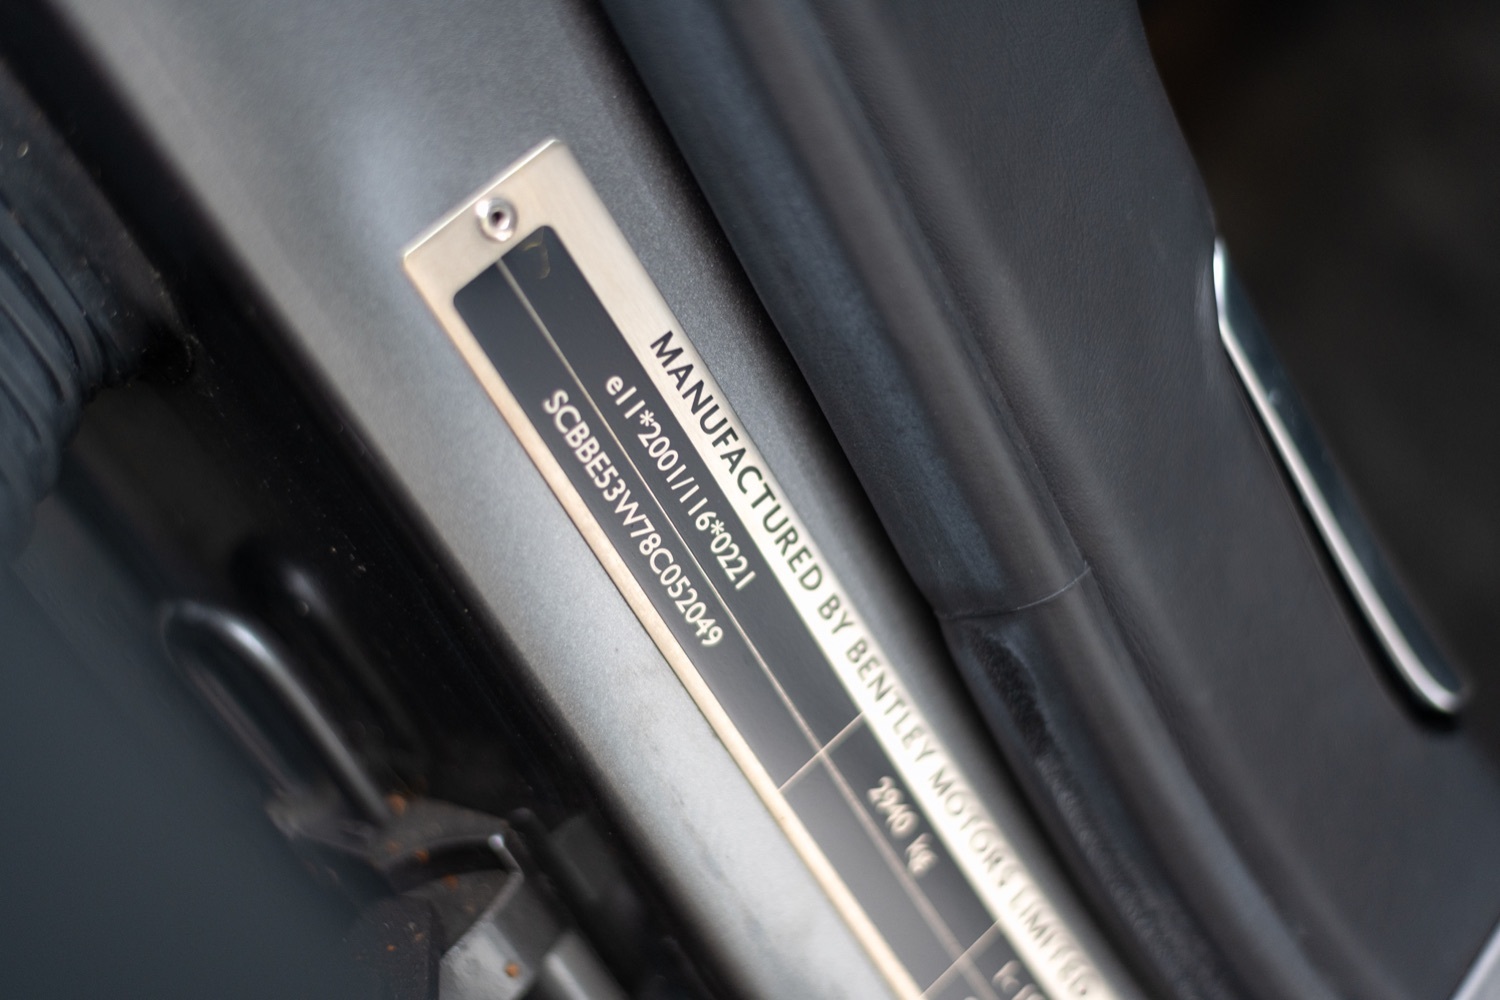 MANUFACTURED BY BENTLEY MOTORS LIMITED
e11*2001/116*0221
SCBBE53W78C052049
2940 kg